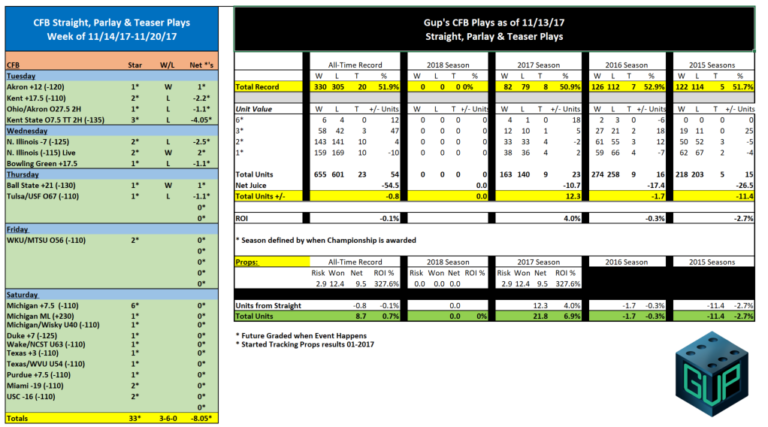 CFB Straight, Parlay & Teaser Plays
Week of 11/14/17-11/20/17
CFB Star W/L Net *'s
Tuesday
Akron +12 (-120) 1* W 1*
Kent +17.5 (-110) 2* L -2.2*
Ohio/Akron O27.5 2H 1* L -1.1*
Kent State O7.5 TT 2H (-135) 3* L -4.05*
Wednesday
N. Illinois -7 (-125) 2* L -2.5*
N. Illinois (-115) Live 2* W 2*
Bowling Green +17.5 1* L -1.1*
Thursday
Ball State +21 (-130) 1* W 1*
Tulsa/USF O67 (-110) 1* L -1.1*
0*
0*
Friday
WKU/MTSU O56 (-110) 2* 0*
0*
0*
0*
0*
Saturday
Michigan +7.5 (-110) 6* 0*
Michigan ML (+230) 1* 0*
Michigan/Wisky U40 (-110) 1* 0*
Duke +7 (-125) 1* 0*
Wake/NCST U63 (-110) 1* 0*
Texas +3 (-110) 1* 0*
Texas/WVU U54 (-110) 1* 0*
Purdue +7.5 (-110) 1* 0*
Miami -19 (-110) 2* 0*
USC -16 (-110) 2* 0*
0*
Totals 33* 3-6-0 -8.05*
Gup's CFB Plays as of 11/13/17
Straight, Parlay & Teaser Plays
All-Time Record 2018 Season 2017 Season 2016 Season 2015 Seasons
W L T % W L T % W L T % W L T % W L T %
Total Record 330 305 20 51.9% 0 0 0 0% 82 79 8 50.9% 126 112 7 52.9% 122 114 5 51.7%
Unit Value W L T +/- Units W L T +/- Units W L T +/- Units W L T +/- Units W L T +/- Units
6* 6 4 0 12 0 0 0 0 4 1 0 18 2 3 0 -6 0 0 0 0
3* 58 42 3 47 0 0 0 0 12 10 1 5 27 21 2 18 19 11 0 25
2* 143 141 10 4 0 0 0 0 33 33 4 -2 61 55 3 12 50 52 3 -5
1* 159 169 10 -10 0 0 0 0 38 36 4 2 59 66 4 -7 62 67 2 -4
Total Units 655 601 23 54 0 0 0 0 163 140 9 23 274 258 9 16 218 203 5 15
Net Juice -54.5 0.0 -10.7 -17.4 -26.5
Total Units +/- -0.8 0.0 12.3 -1.7 -11.4
ROI -0.1% 4.0% -0.3% -2.7%
* Season defined by when Championship is awarded
Props: All-Time Record 2018 Season 2017 Season 2016 Season 2015 Seasons
Risk Won Net ROI % Risk Won Net ROI % Risk Won Net ROI %
2.9 12.4 9.5 327.6% 0.0 0.0 0.0 2.9 12.4 9.5 327.6%
Units from Straight -0.8 -0.1% 0.0 12.3 4.0% -1.7 -0.3% -11.4 -2.7%
Total Units 8.7 0.7% 0.0 0% 21.8 6.9% -1.7 -0.3% -11.4 -2.7%
* Future Graded when Event Happens
* Started Tracking Props results 01-2017
GUP